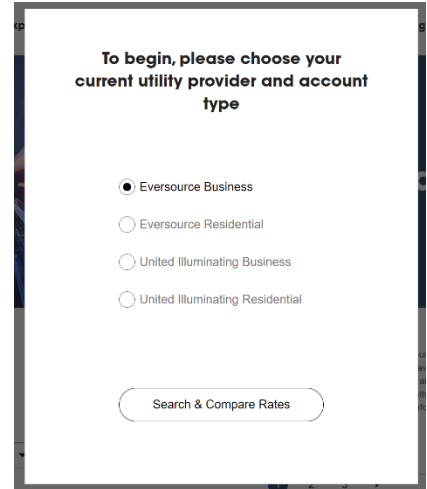 To begin, please choose your
current utility provider and account
type
Eversource Business
Eversource Residential
United Illuminating Business
United Illuminating Residential
Search & Compare Rates